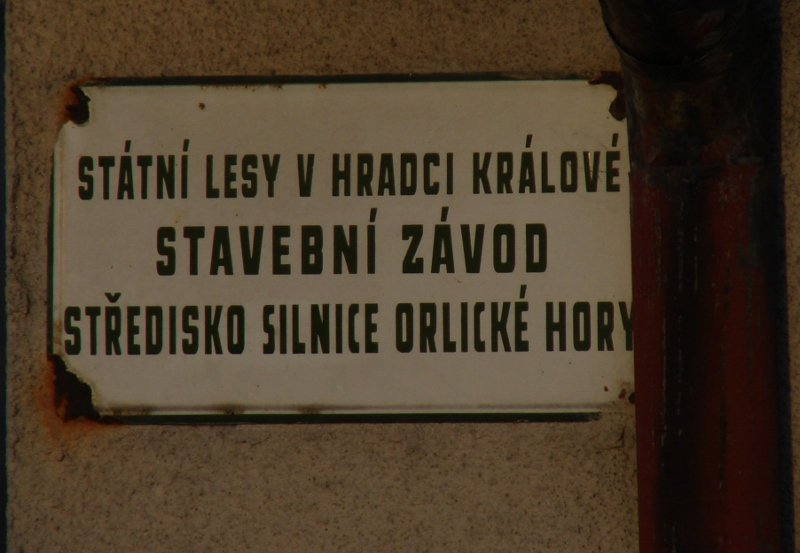 STÁTNÍ LESY V HRADCI KRÁLOVÉ
STAVEBNÍ ZÁVOD
STŘEDISKO SILNICE ORLICKÉ HORY